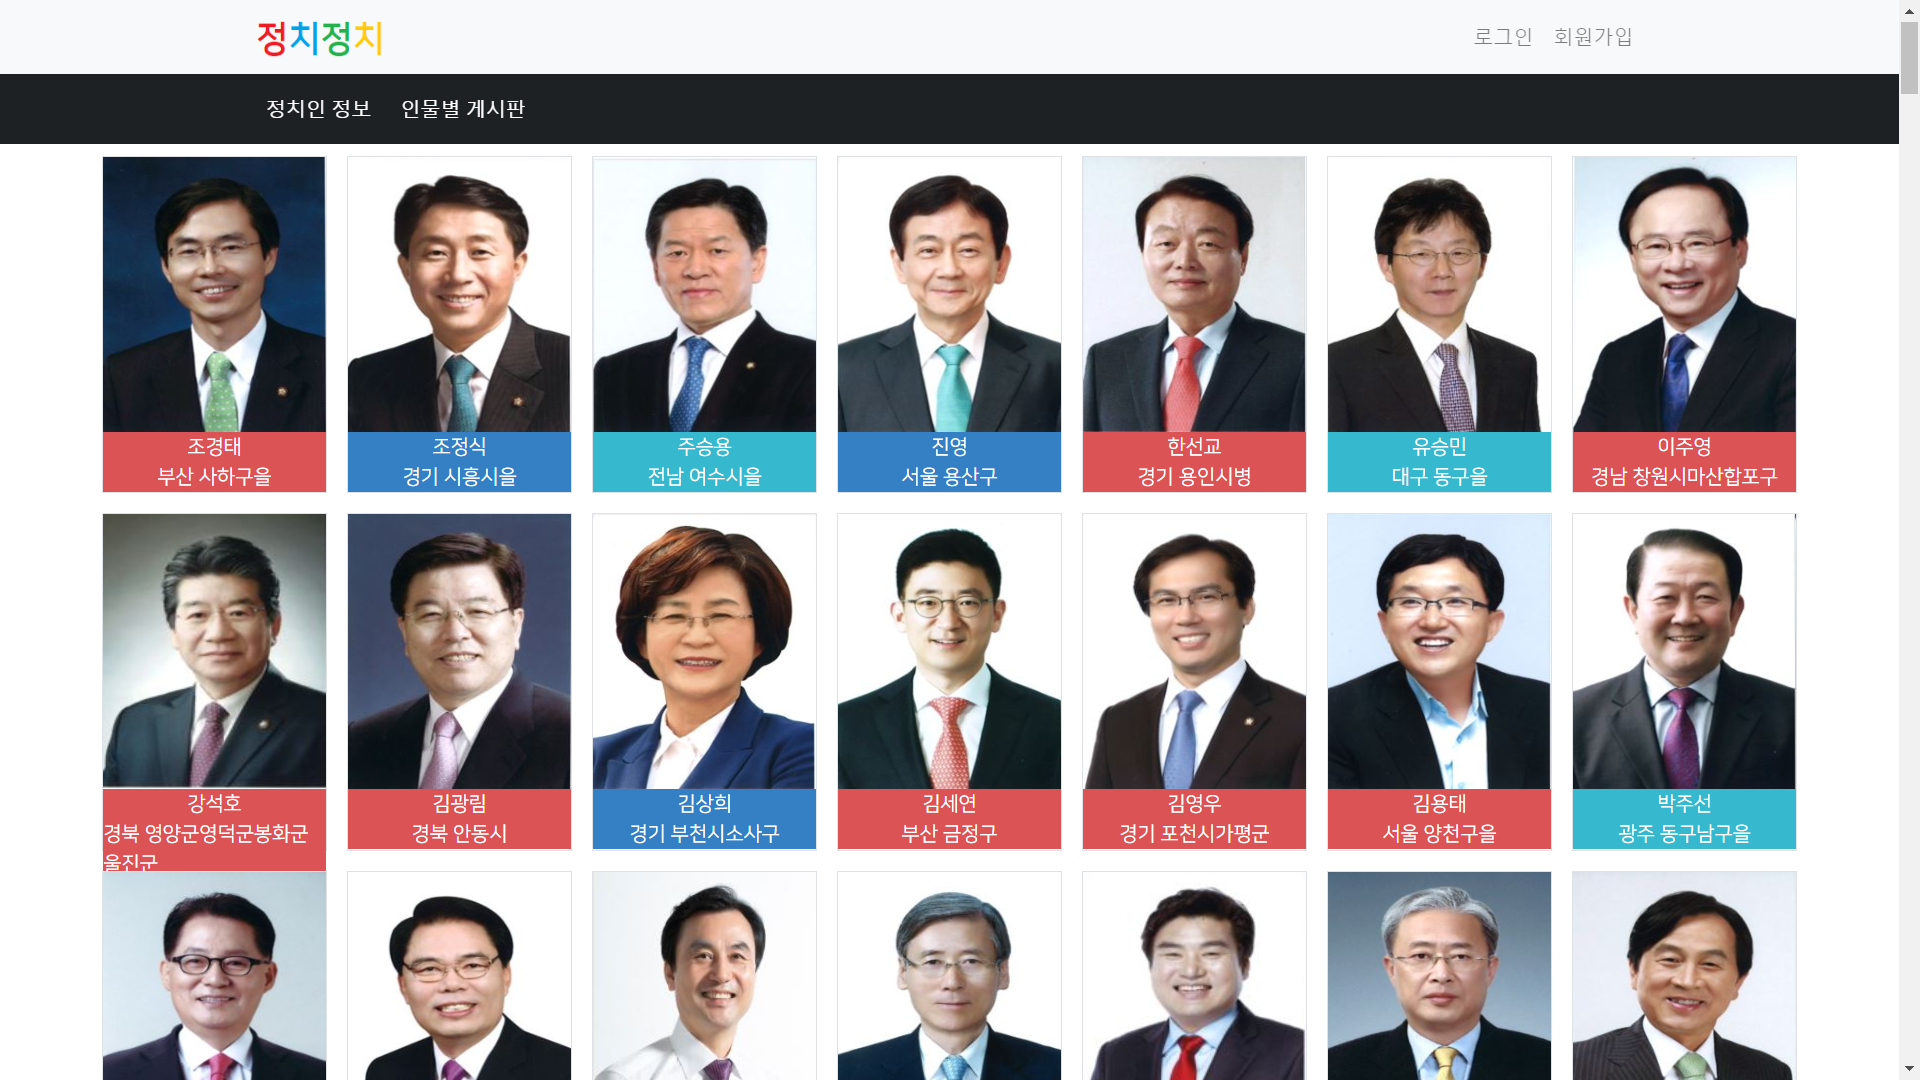 정치정치
로그인 회원가입
정치인 정보 인물별 게시판
조경태
부산 사하구을
조정식
경기 시흥시을
주승용
전남 여수시을
진영
서울 용산구
한선교
경기 용인시병
유승민
대구 동구을
이주영
경남 창원시마산합포구
강석호
경북 영양군영덕군봉화군
울진군
김광림
경북 안동시
김상희
경기 부천시소사구
김세연
부산 금정구
김영우
경기 포천시가평군
김용태
서울 양천구을
박주선
광주 동구남구을